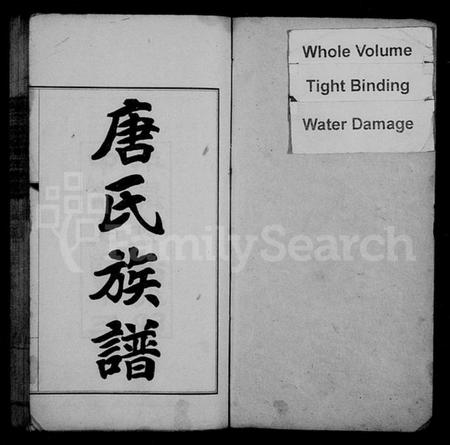 唐氏族譜
Whole Volume
Tight Binding
Water Damage
FamilySearch